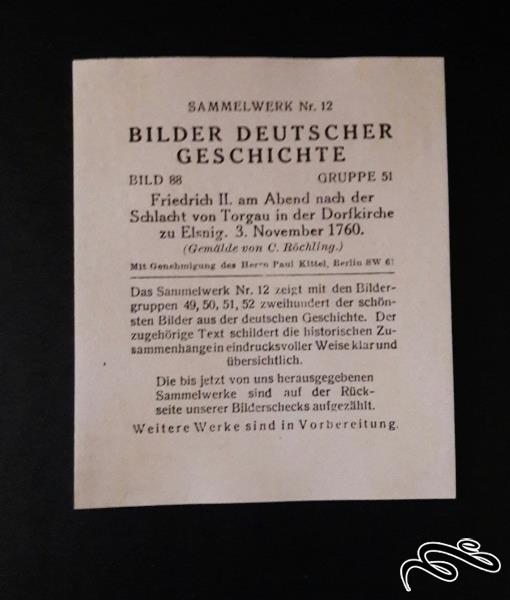 SAMMELWERK Nr. 12
BILDER DEUTSCHER
GESCHICHTE
BILD 88 GRUPPE 51
Friedrich II. am Abend nach der
Schlacht von Torgau in der Dorfkirche
zu Elsnig. 3. November 1760.
(Gemälde von C. Röchling.)
Mit Genehmigung des Herrn Paul Kittel, Berlin SW 61
Das Sammelwerk Nr. 12 zeigt mit den Bilder-
gruppen 49, 50, 51, 52 zweihundert der schön-
sten Bilder aus der deutschen Geschichte. Der
zugehörige Text schildert die historischen Zu-
sammenhänge in eindrucksvoller Weise klar und
übersichtlich.
Die bis jetzt von uns herausgegebenen
Sammelwerke sind auf der Rück-
seite unserer Bilderschecks aufgezählt.
Weitere Werke sind in Vorbereitung.